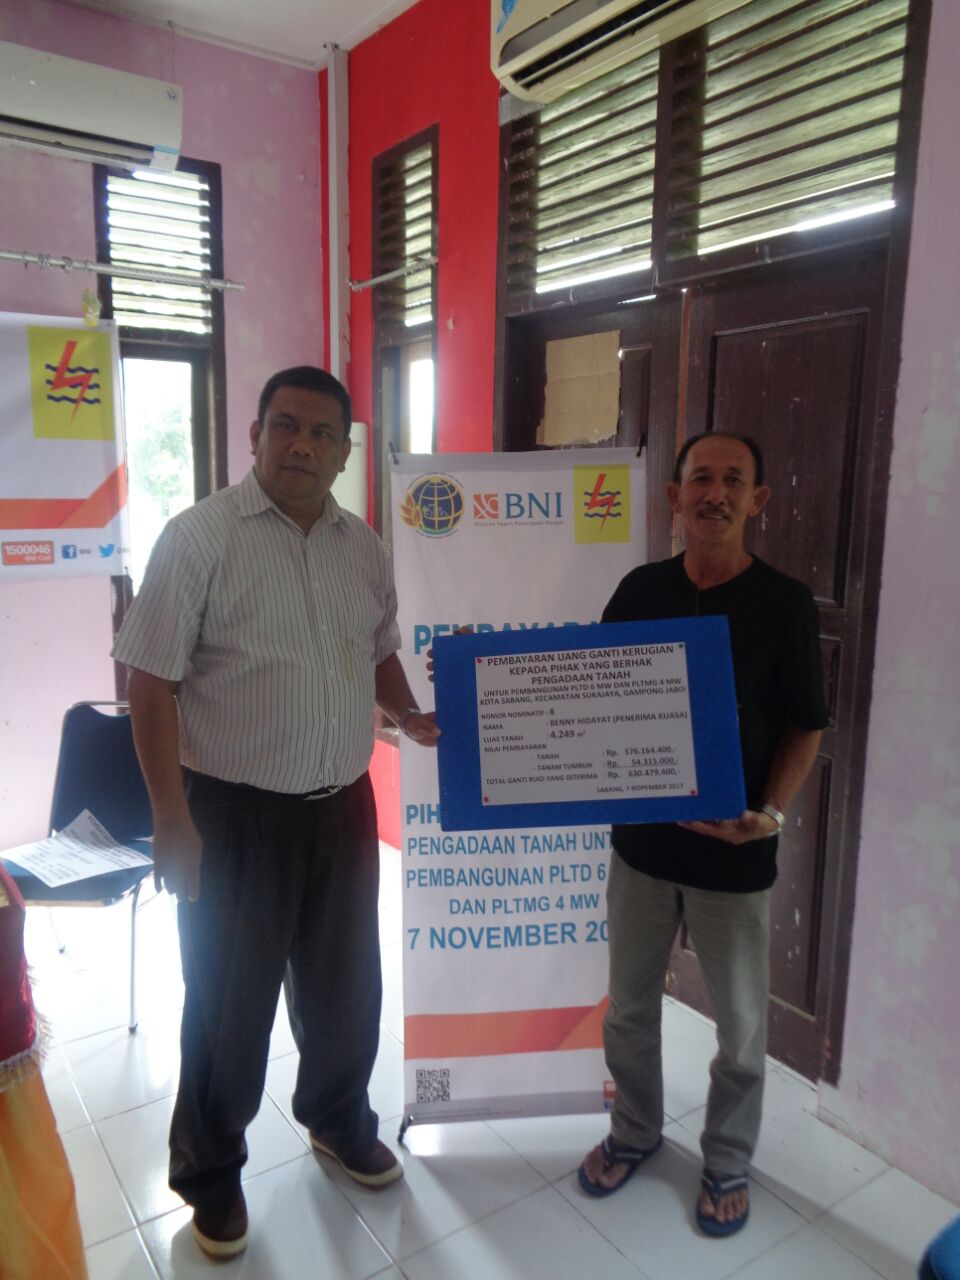 1500046
BNI Call
BNI
BNI
PEMBAYARAN UANG GANTI KERUGIAN
KEPADA PIHAK YANG BERHAK
PENGADAAN TANAH
UNTUK PEMBANGUNAN PLTD 6 MW DAN PLTMG 4 MW
KOTA SABANG, KECAMATAN SUKAJAYA, GAMPONG JABOI
NOMOR NOMINATIF : 8
NAMA : BENNY HIDAYAT (PENERIMA KUASA)
LUAS TANAH : 4.249 m²
NILAI PEMBAYARAN
- TANAH : Rp. 576.164.400,-
- TANAM TUMBUH : Rp. 54.315.000,-
TOTAL GANTI RUGI YANG DITERIMA : Rp. 630.479.400,-
SABANG, 7 NOPEMBER 2017
PIH
PENGADAAN TANAH UNT
PEMBANGUNAN PLTD 6
DAN PLTMG 4 MW
7 NOVEMBER 20